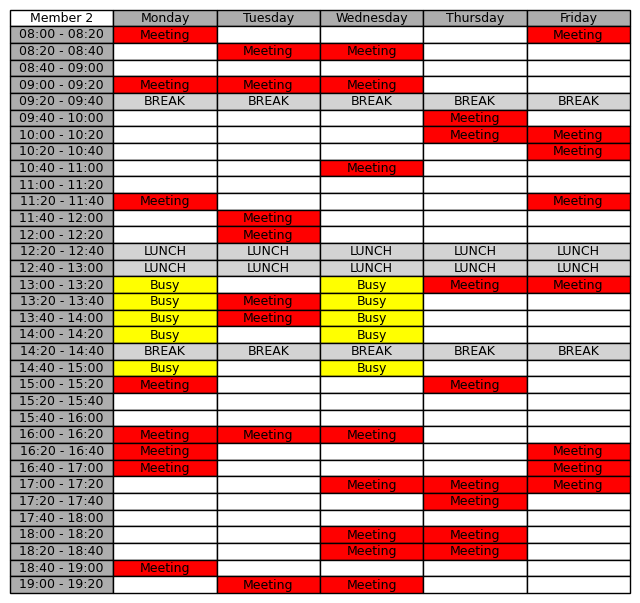 Member 2 Monday Tuesday Wednesday Thursday Friday
08:00 - 08:20 Meeting Meeting
08:20 - 08:40 Meeting Meeting
08:40 - 09:00
09:00 - 09:20 Meeting Meeting Meeting
09:20 - 09:40 BREAK BREAK BREAK BREAK BREAK
09:40 - 10:00 Meeting
10:00 - 10:20 Meeting Meeting
10:20 - 10:40 Meeting
10:40 - 11:00 Meeting
11:00 - 11:20
11:20 - 11:40 Meeting Meeting
11:40 - 12:00 Meeting
12:00 - 12:20 Meeting
12:20 - 12:40 LUNCH LUNCH LUNCH LUNCH LUNCH
12:40 - 13:00 LUNCH LUNCH LUNCH LUNCH LUNCH
13:00 - 13:20 Busy Busy Meeting Meeting
13:20 - 13:40 Busy Meeting Busy
13:40 - 14:00 Busy Meeting Busy
14:00 - 14:20 Busy Busy
14:20 - 14:40 BREAK BREAK BREAK BREAK BREAK
14:40 - 15:00 Busy Busy
15:00 - 15:20 Meeting Meeting
15:20 - 15:40
15:40 - 16:00
16:00 - 16:20 Meeting Meeting Meeting
16:20 - 16:40 Meeting Meeting
16:40 - 17:00 Meeting Meeting
17:00 - 17:20 Meeting Meeting Meeting
17:20 - 17:40 Meeting
17:40 - 18:00
18:00 - 18:20 Meeting Meeting
18:20 - 18:40 Meeting Meeting
18:40 - 19:00 Meeting
19:00 - 19:20 Meeting Meeting